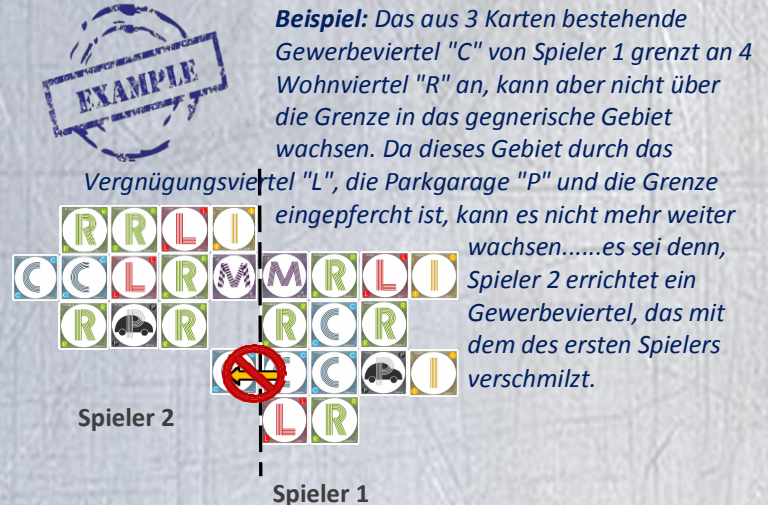 EXAMPLE
Beispiel: Das aus 3 Karten bestehende
Gewerbeviertel "C" von Spieler 1 grenzt an 4
Wohnviertel "R" an, kann aber nicht über
die Grenze in das gegnerische Gebiet
wachsen. Da dieses Gebiet durch das
Vergnügungsviertel "L", die Parkgarage "P" und die Grenze
eingepfercht ist, kann es nicht mehr weiter
wachsen......es sei denn,
Spieler 2 errichtet ein
Gewerbeviertel, das mit
dem des ersten Spielers
verschmilzt.
R R L I
C C L R M M R L I
R P R R C R
C C C P I
L R
Spieler 2
Spieler 1